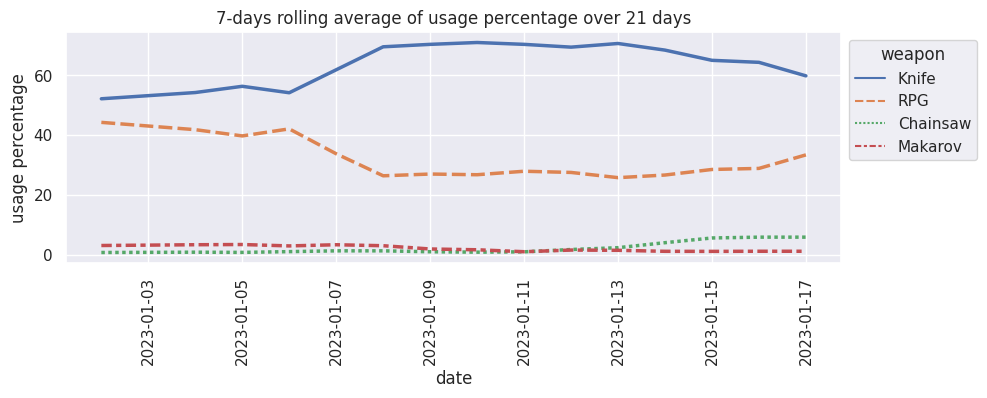 7-days rolling average of usage percentage over 21 days
usage percentage
60
40
20
0
2023-01-03
2023-01-05
2023-01-07
2023-01-09
2023-01-11
2023-01-13
2023-01-15
2023-01-17
date
weapon
Knife
RPG
Chainsaw
Makarov